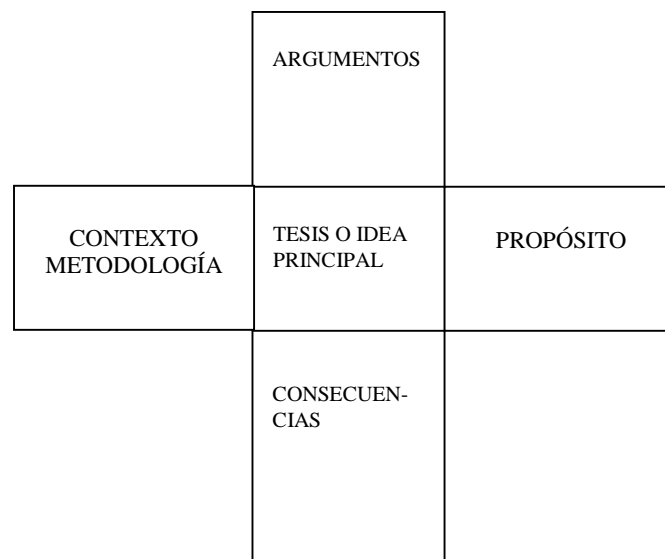 ARGUMENTOS
CONTEXTO
METODOLOGÍA
TESIS O IDEA
PRINCIPAL
PROPÓSITO
CONSECUEN-
CIAS